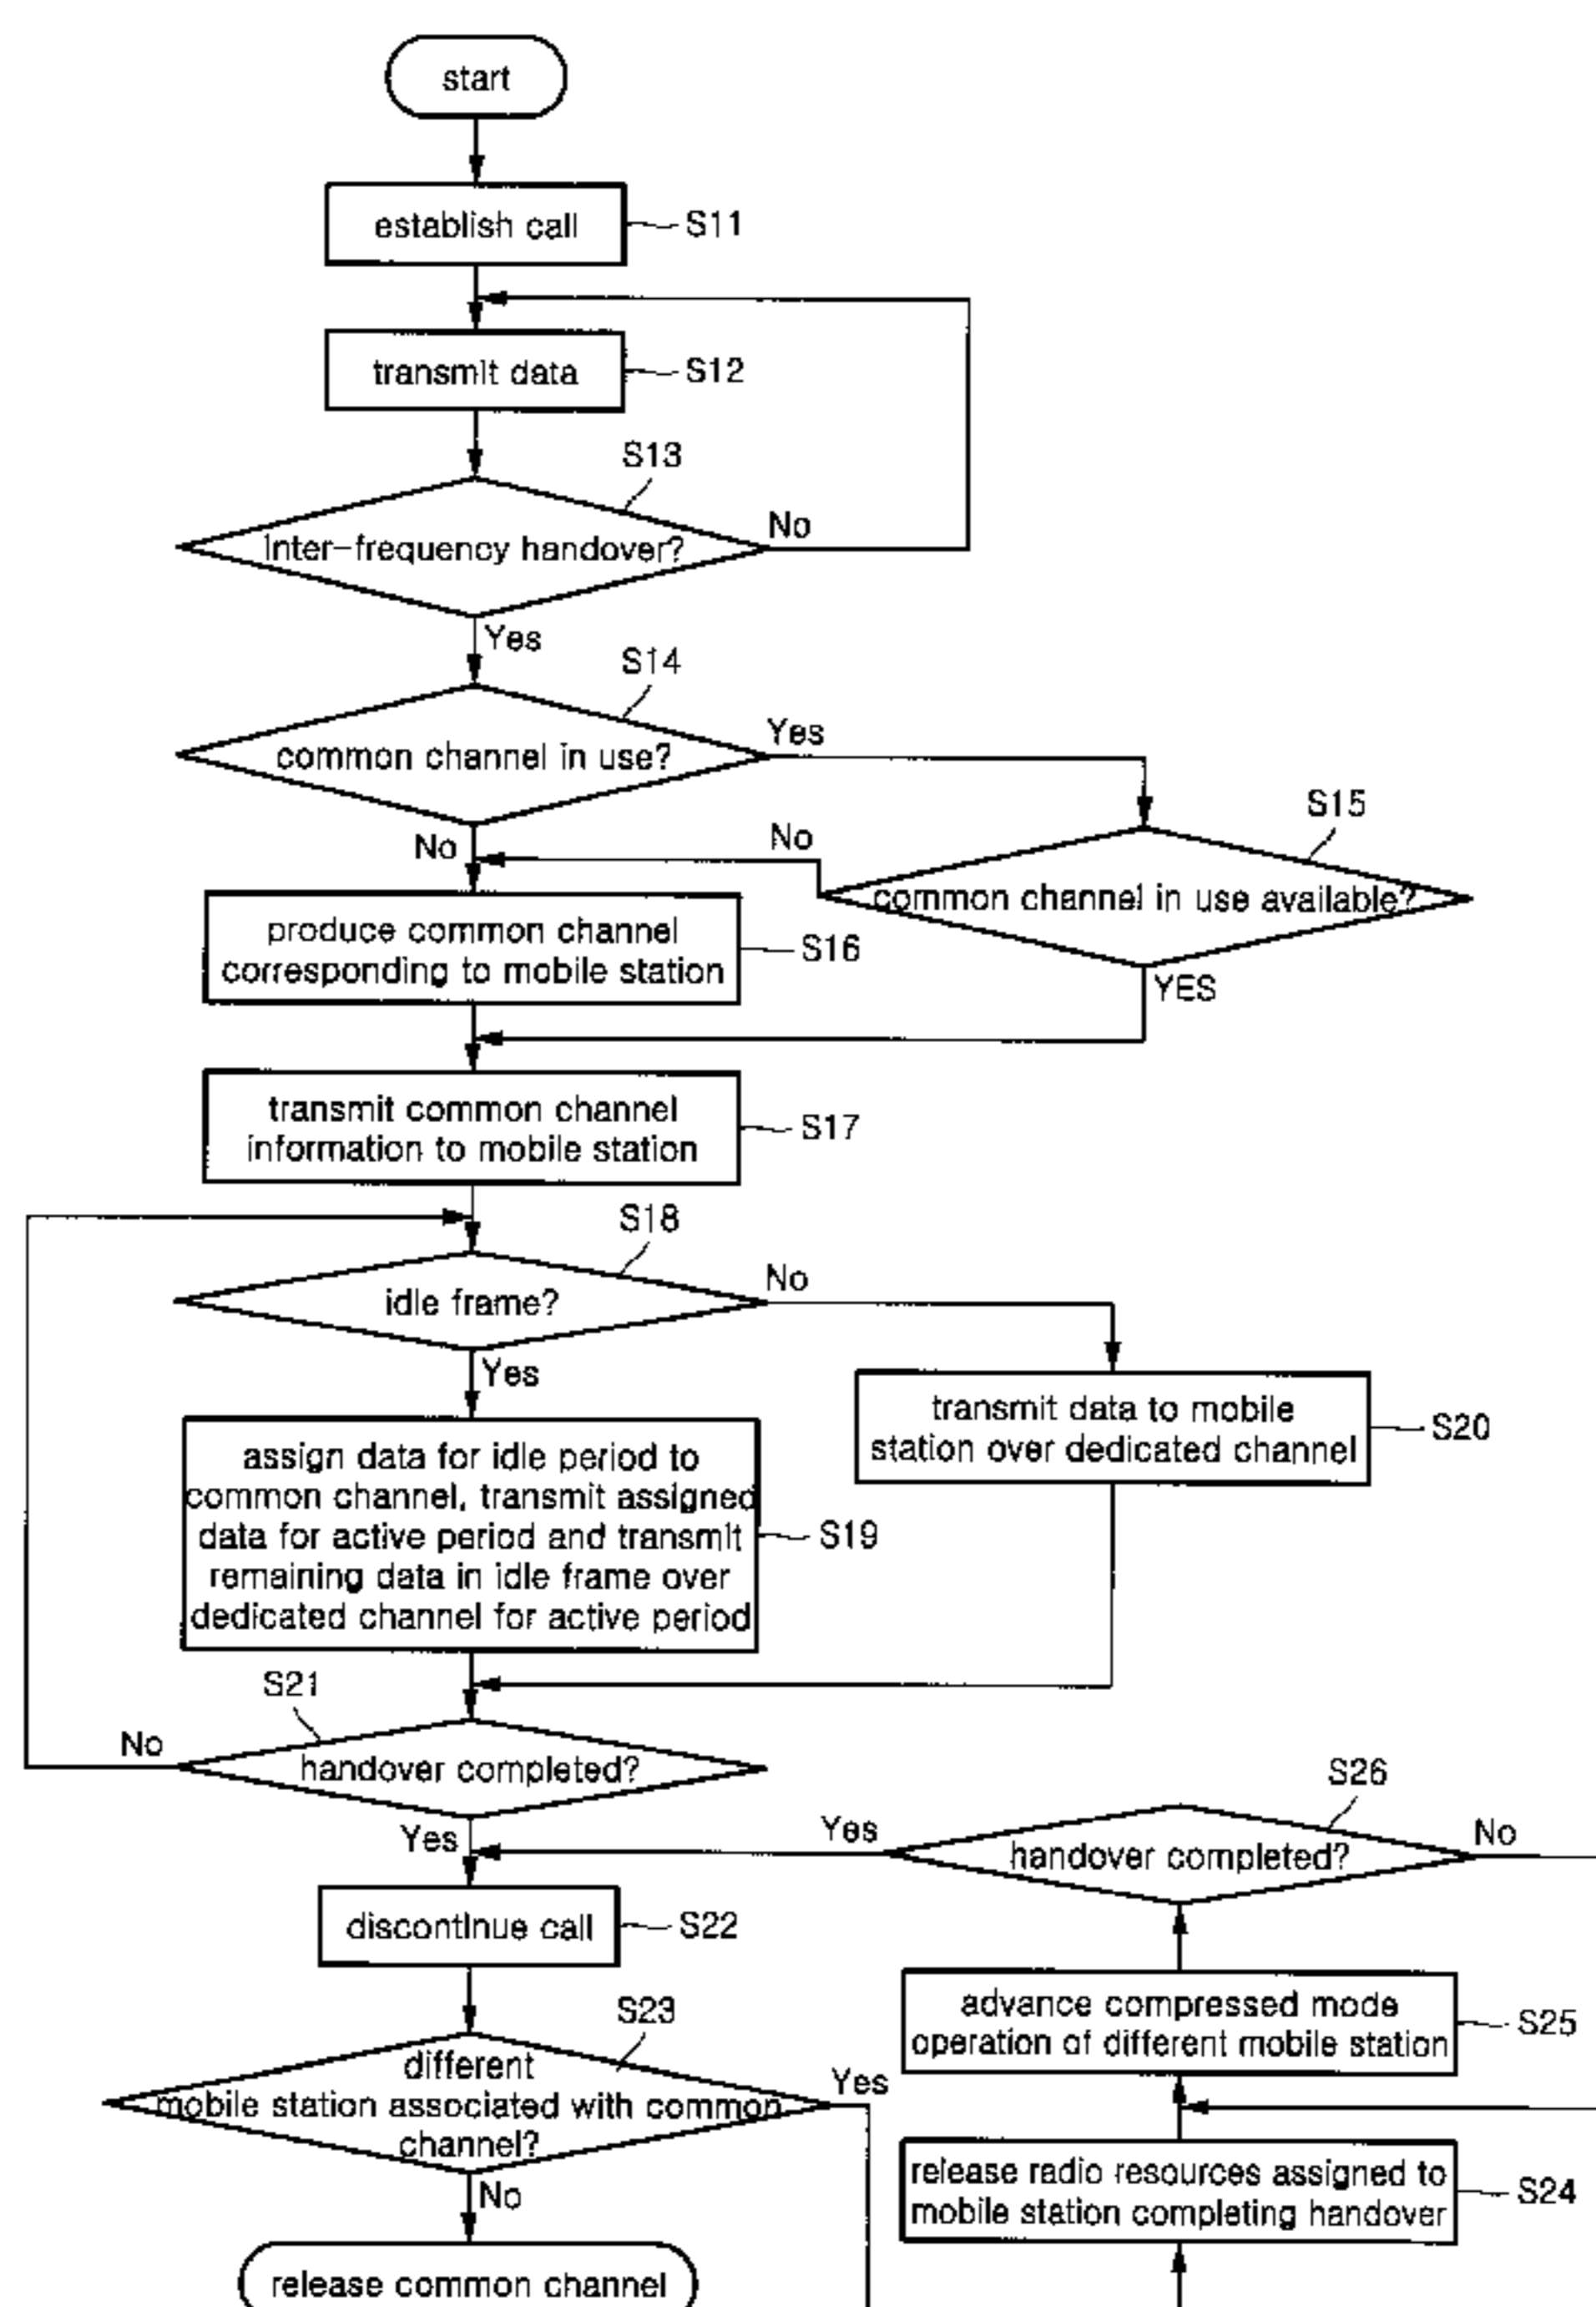 start
establish call
S11
transmit data
S12
S13
inter-frequency handover?
No
Yes
S14
common channel in use?
Yes
No
S15
common channel in use available?
No
YES
produce common channel
corresponding to mobile station
S16
transmit common channel
information to mobile station
S17
S18
idle frame?
No
Yes
transmit data to mobile
station over dedicated channel
S20
assign data for idle period to
common channel, transmit assigned
data for active period and transmit
remaining data in idle frame over
dedicated channel for active period
S19
S21
handover completed?
No
Yes
S26
handover completed?
Yes
No
discontinue call
S22
advance compressed mode
operation of different mobile station
S25
S23
different
mobile station associated with common
channel?
Yes
No
release radio resources assigned to
mobile station completing handover
S24
release common channel